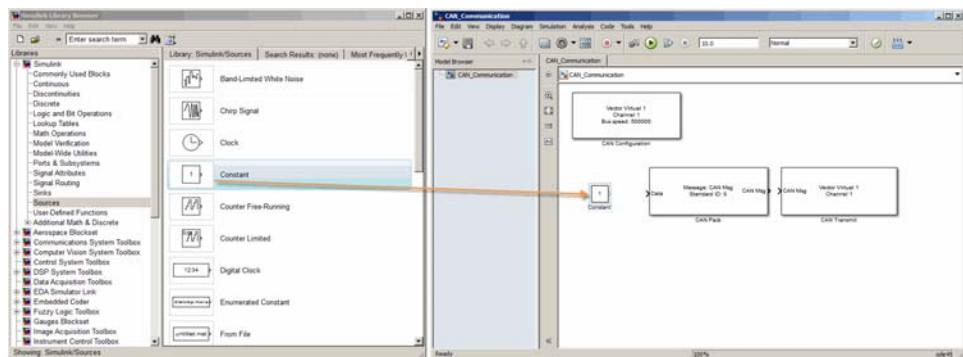 Simulink Library Browser
File Edit View Help
Enter search term
Libraries
Simulink
Commonly Used Blocks
Continuous
Discontinuities
Discrete
Logic and Bit Operations
Lookup Tables
Math Operations
Model Verification
Model-Wide Utilities
Ports & Subsystems
Signal Attributes
Signal Routing
Sinks
Sources
User-Defined Functions
Additional Math & Discrete
Aerospace Blockset
Communications System Toolbox
Computer Vision System Toolbox
Control System Toolbox
DSP System Toolbox
Data Acquisition Toolbox
EDA Simulator Link
Embedded Coder
Fuzzy Logic Toolbox
Gauges Blockset
Image Acquisition Toolbox
Instrument Control Toolbox
Showing: Simulink/Sources
Library: Simulink/Sources
Search Results: (none)
Most Frequently
Band-Limited White Noise
Chirp Signal
Clock
1
Constant
Counter Free-Running
Counter Limited
12:34
Digital Clock
Enumerated Constant
untitled.mat
From File
CAN_Communication
File Edit View Display Diagram Simulation Analysis Code Tools Help
10.0
Normal
Model Browser
CAN_Communication
CAN_Communication
CAN_Communication
Vector Virtual 1
Channel 1
Bus speed: 500000
CAN Configuration
1
Constant
Data
Message: CAN Msg
Standard ID: 0
CAN Msg
CAN Pack
CAN Msg
Vector Virtual 1
Channel 1
CAN Transmit
Ready
100%
ode45